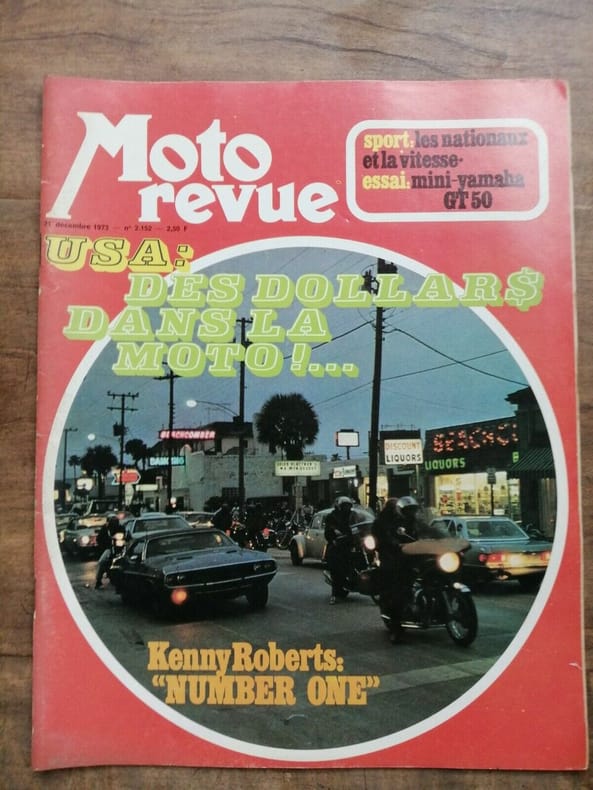 Moto
revue
21 décembre 1973 — n° 2.152 — 2,50 F
sport: les nationaux
et la vitesse.
essai: mini-yamaha
GT 50
USA:
DES DOLLAR$
DANS LA
MOTO!...
BEACHCOMBER
DISCOUNT
LIQUORS
LIQUORS
Kenny Roberts:
“NUMBER ONE”